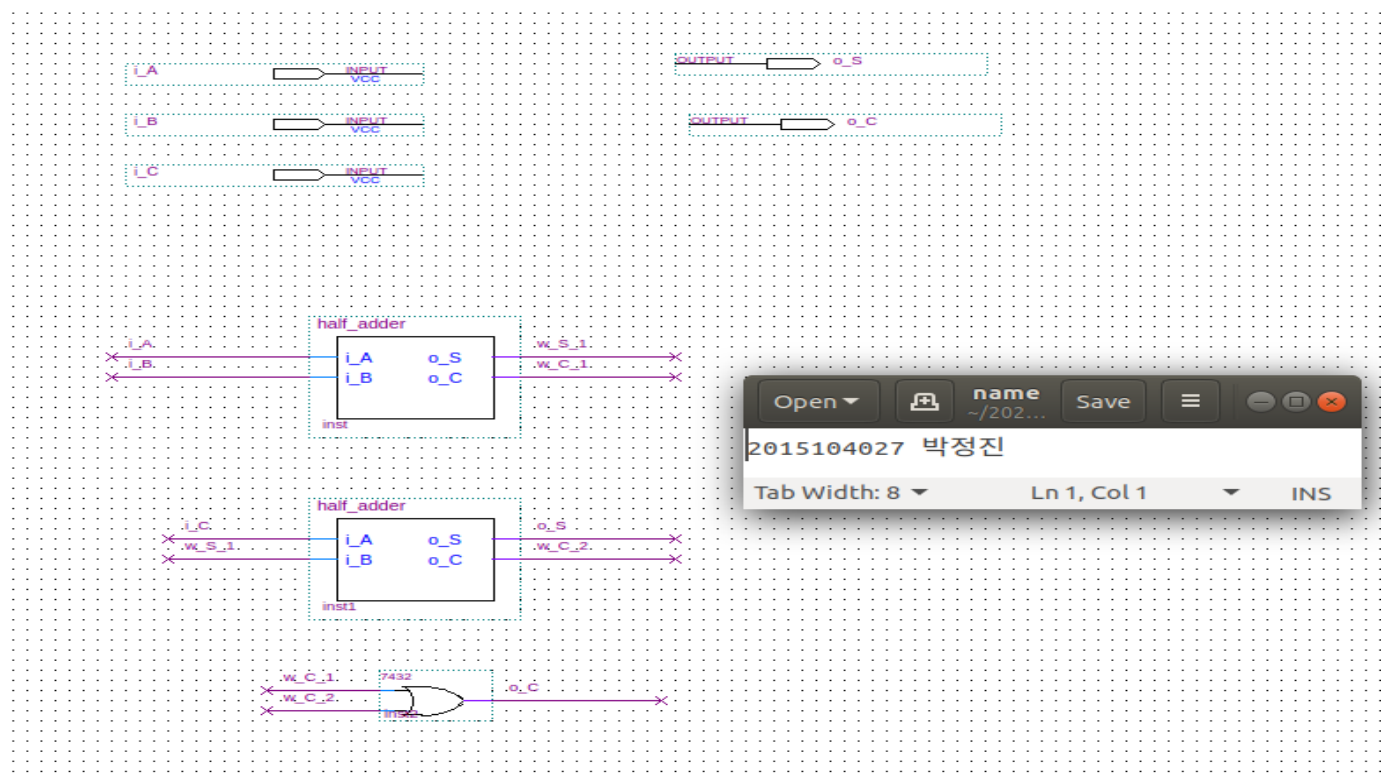 i_A INPUT VCC
OUTPUT o_S
i_B INPUT VCC
OUTPUT o_C
i_C INPUT VCC
half_adder
i_A i_A o_S w_S_1
i_B i_B o_C w_C_1
inst
half_adder
i_C i_A o_S o_S
w_S_1 i_B o_C w_C_2
inst1
w_C_1 7432
w_C_2 o_C
inst2
Open name Save
~/202...
2015104027 박정진
Tab Width: 8 Ln 1, Col 1 INS